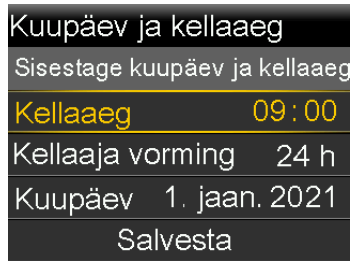 Kuupäev ja kellaaeg
Sisestage kuupäev ja kellaaeg
Kellaaeg 09:00
Kellaaja vorming 24 h
Kuupäev 1. jaan. 2021
Salvesta